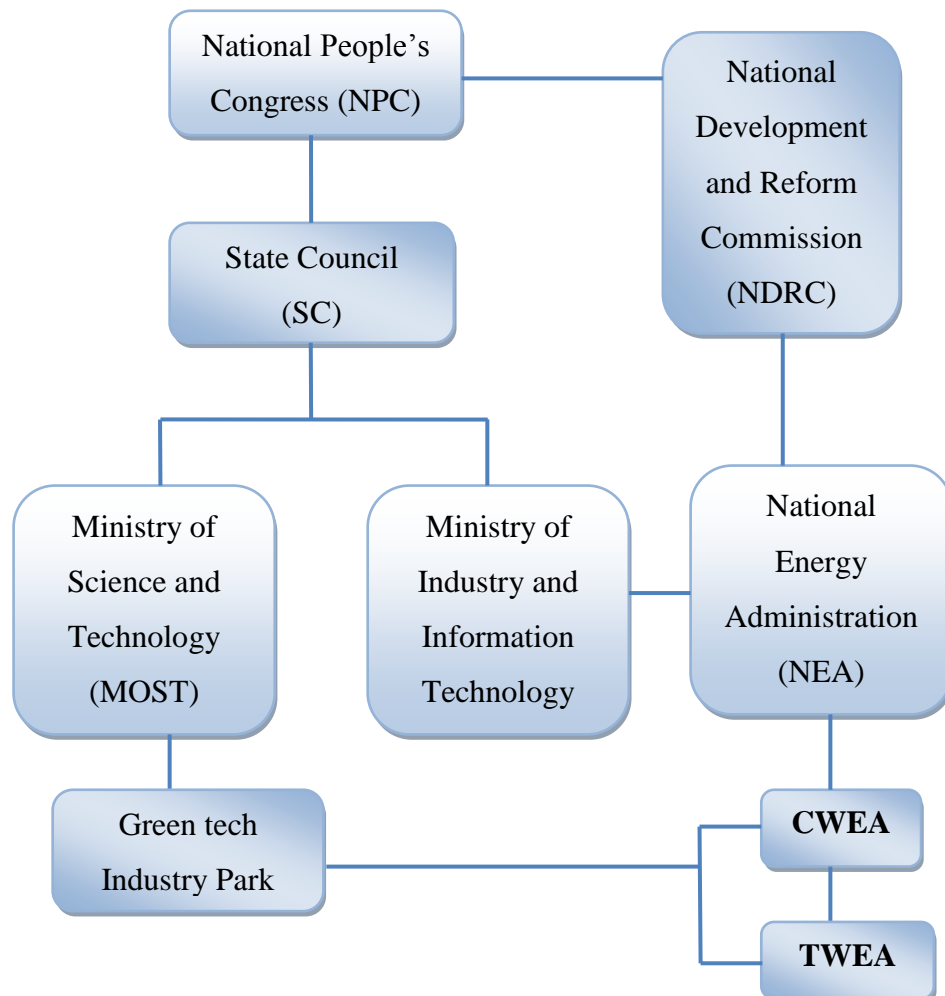 National People’s
Congress (NPC)
National
Development
and Reform
Commission
(NDRC)
State Council
(SC)
Ministry of
Science and
Technology
(MOST)
Ministry of
Industry and
Information
Technology
National
Energy
Administration
(NEA)
Green tech
Industry Park
CWEA
TWEA